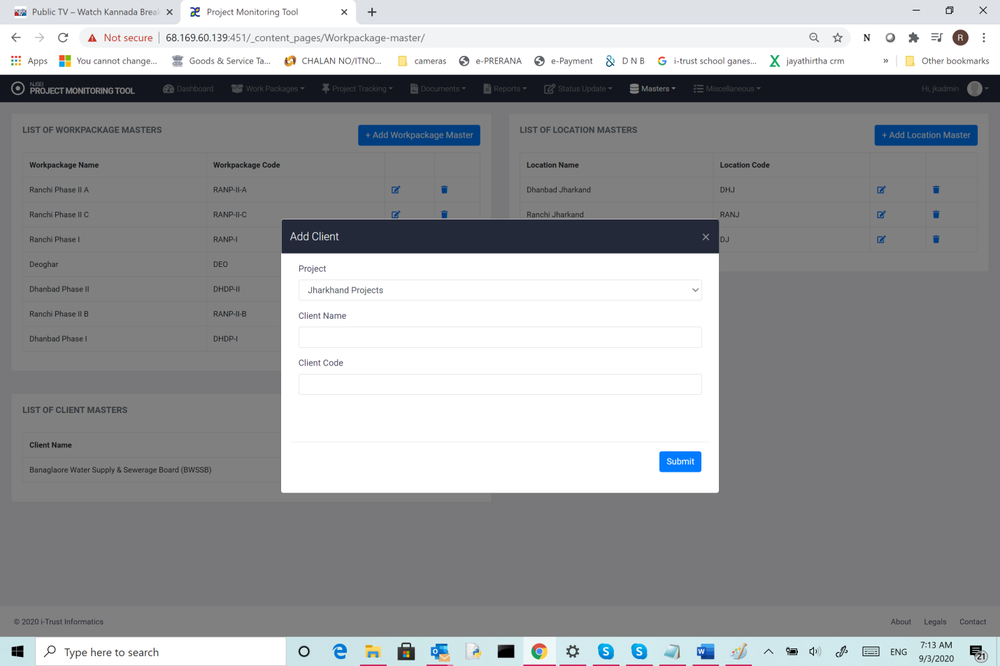 Public TV – Watch Kannada Brea
Project Monitoring Tool
Not secure
68.169.60.139:451/_content_pages/Workpackage-master/
N
R
Apps
You cannot change...
Goods & Service Ta...
CHALAN NO/ITNO...
cameras
e-PRERANA
e-Payment
D N B
i-trust school ganes...
jayathirtha crm
»
Other bookmarks
NJSEI
PROJECT MONITORING TOOL
Dashboard
Work Packages
Project Tracking
Documents
Reports
Status Update
Masters
Miscellaneous
Hi, jkadmin
LIST OF WORKPACKAGE MASTERS
+ Add Workpackage Master
Workpackage Name Workpackage Code
Ranchi Phase II A RANP-II-A
Ranchi Phase II C RANP-II-C
Ranchi Phase I RANP-I
Deoghar DEO
Dhanbad Phase II DHDP-II
Ranchi Phase II B RANP-II-B
Dhanbad Phase I DHDP-I
LIST OF LOCATION MASTERS
+ Add Location Master
Location Name Location Code
Dhanbad Jharkand DHJ
Ranchi Jharkand RANJ
DJ
Add Client
×
Project
Jharkhand Projects
Client Name
Client Code
Submit
LIST OF CLIENT MASTERS
Client Name
Banaglaore Water Supply & Sewerage Board (BWSSB)
© 2020 i-Trust Informatics
About
Legals
Contact
Type here to search
ENG
7:13 AM
9/3/2020
21